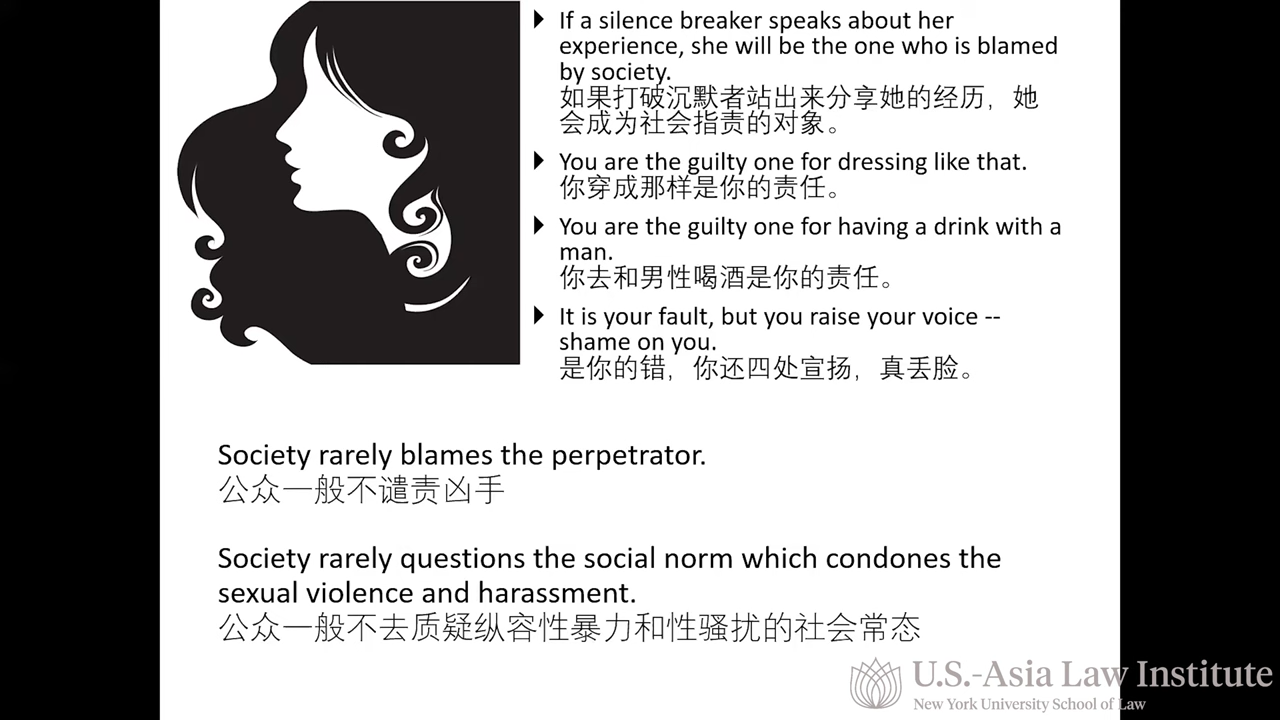 If a silence breaker speaks about her
experience, she will be the one who is blamed
by society.
如果打破沉默者站出来分享她的经历，她
会成为社会指责的对象。
You are the guilty one for dressing like that.
你穿成那样是你的责任。
You are the guilty one for having a drink with a
man.
你去和男性喝酒是你的责任。
It is your fault, but you raise your voice --
shame on you.
是你的错，你还四处宣扬，真丢脸。
Society rarely blames the perpetrator.
公众一般不谴责凶手
Society rarely questions the social norm which condones the
sexual violence and harassment.
公众一般不去质疑纵容性暴力和性骚扰的社会常态
U.S.-Asia Law Institute
New York University School of Law